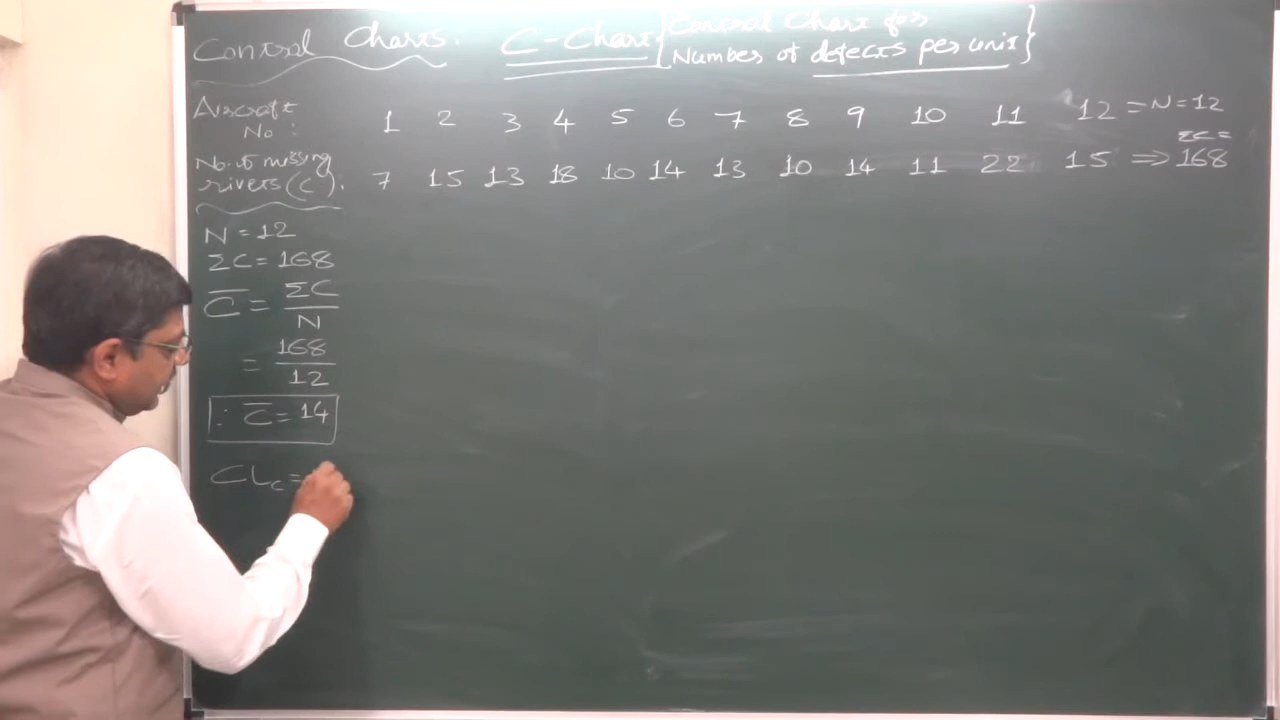 Control Charts: C-Chart {Control Chart for
Number of defects per unit}
Aircraft
No :
1 2 3 4 5 6 7 8 9 10 11 12 = N = 12
No. of missing
rivers (C).
7 15 13 18 10 14 13 10 14 11 22 15 ⇒ ΣC = 168
N = 12
ΣC = 168
C̅ = ΣC / N
= 168 / 12
∴ C̅ = 14
CL_C =